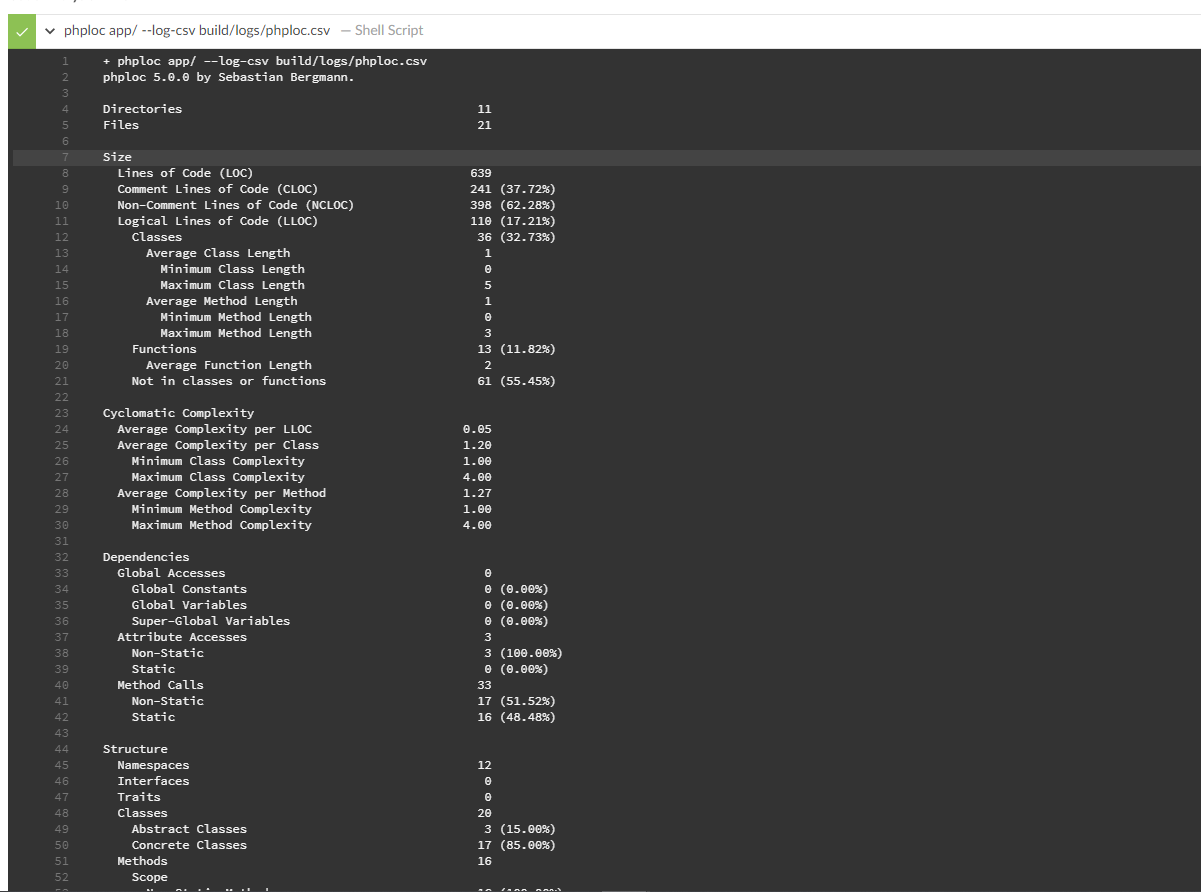 phploc app/ --log-csv build/logs/phploc.csv — Shell Script
1 + phploc app/ --log-csv build/logs/phploc.csv
2 phploc 5.0.0 by Sebastian Bergmann.
3
4 Directories 11
5 Files 21
6
7 Size
8 Lines of Code (LOC) 639
9 Comment Lines of Code (CLOC) 241 (37.72%)
10 Non-Comment Lines of Code (NCLOC) 398 (62.28%)
11 Logical Lines of Code (LLOC) 110 (17.21%)
12 Classes 36 (32.73%)
13 Average Class Length 1
14 Minimum Class Length 0
15 Maximum Class Length 5
16 Average Method Length 1
17 Minimum Method Length 0
18 Maximum Method Length 3
19 Functions 13 (11.82%)
20 Average Function Length 2
21 Not in classes or functions 61 (55.45%)
22
23 Cyclomatic Complexity
24 Average Complexity per LLOC 0.05
25 Average Complexity per Class 1.20
26 Minimum Class Complexity 1.00
27 Maximum Class Complexity 4.00
28 Average Complexity per Method 1.27
29 Minimum Method Complexity 1.00
30 Maximum Method Complexity 4.00
31
32 Dependencies
33 Global Accesses 0
34 Global Constants 0 (0.00%)
35 Global Variables 0 (0.00%)
36 Super-Global Variables 0 (0.00%)
37 Attribute Accesses 3
38 Non-Static 3 (100.00%)
39 Static 0 (0.00%)
40 Method Calls 33
41 Non-Static 17 (51.52%)
42 Static 16 (48.48%)
43
44 Structure
45 Namespaces 12
46 Interfaces 0
47 Traits 0
48 Classes 20
49 Abstract Classes 3 (15.00%)
50 Concrete Classes 17 (85.00%)
51 Methods 16
52 Scope